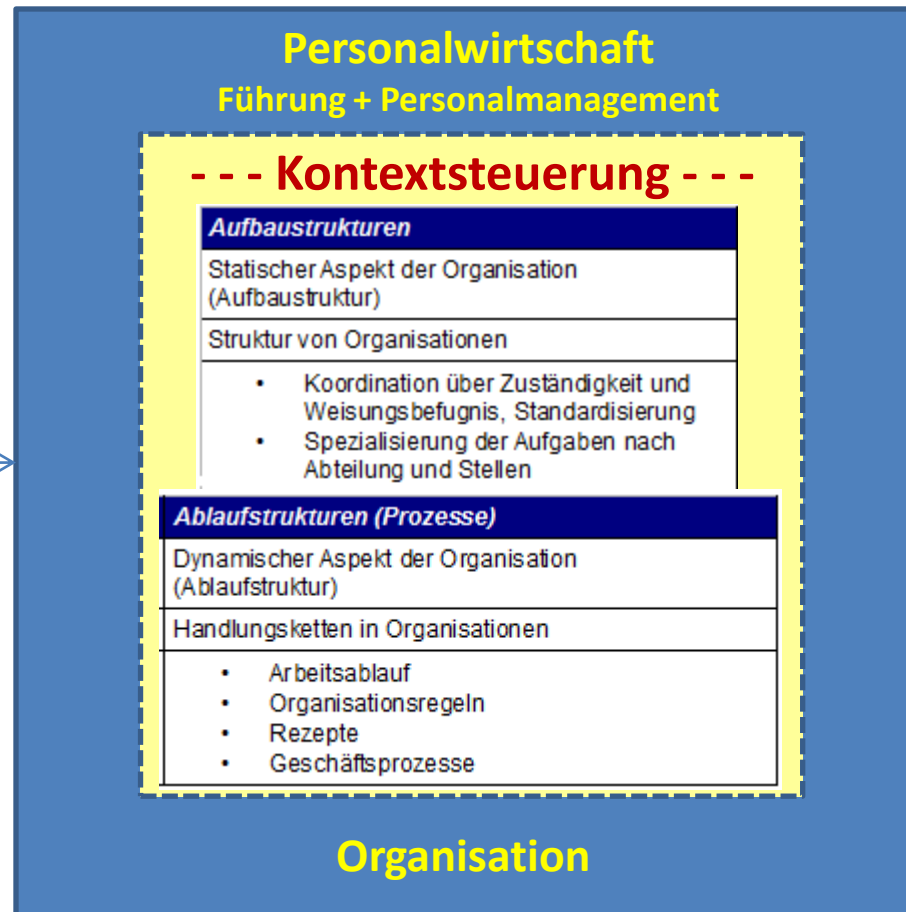 Personalwirtschaft
Führung + Personalmanagement
- - - Kontextsteuerung - - -
Aufbaustrukturen
Statischer Aspekt der Organisation
(Aufbaustruktur)
Struktur von Organisationen
• Koordination über Zuständigkeit und
Weisungsbefugnis, Standardisierung
• Spezialisierung der Aufgaben nach
Abteilung und Stellen
Ablaufstrukturen (Prozesse)
Dynamischer Aspekt der Organisation
(Ablaufstruktur)
Handlungsketten in Organisationen
• Arbeitsablauf
• Organisationsregeln
• Rezepte
• Geschäftsprozesse
Organisation